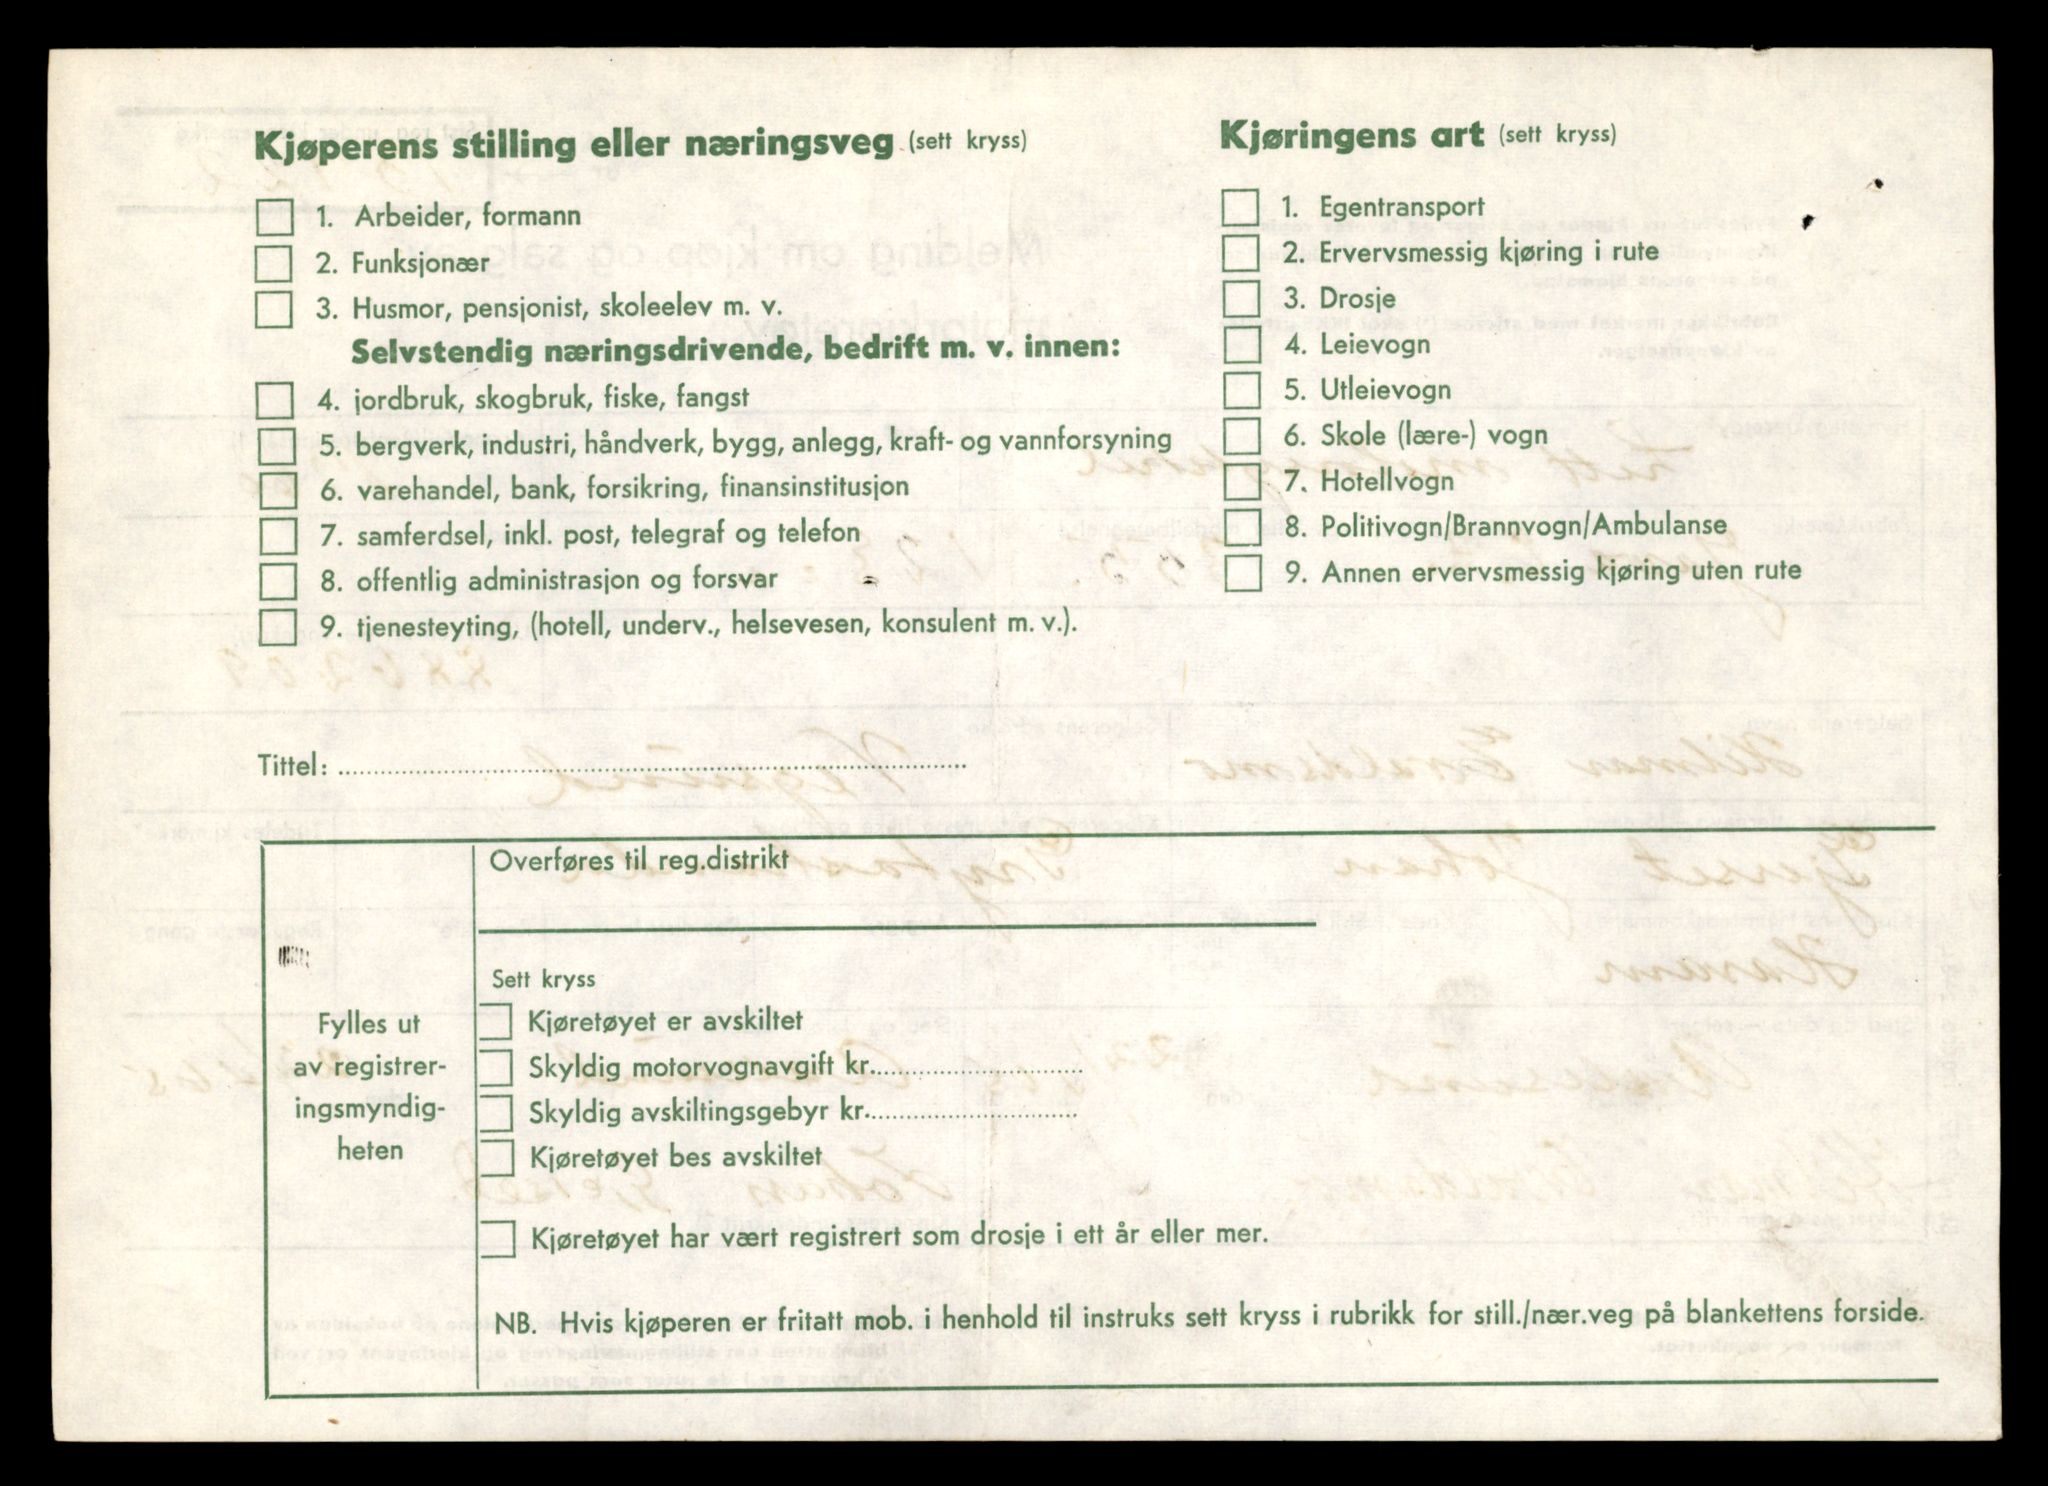 Kjøperens stilling eller næringsveg (sett kryss)
1. Arbeider, formann
2. Funksjonær
3. Husmor, pensjonist, skoleelev m. v.
Selvstendig næringsdrivende, bedrift m. v. innen:
4. jordbruk, skogbruk, fiske, fangst
5. bergverk, industri, håndverk, bygg, anlegg, kraft- og vannforsyning
6. varehandel, bank, forsikring, finansinstitusjon
7. samferdsel, inkl. post, telegraf og telefon
8. offentlig administrasjon og forsvar
9. tjenesteyting, (hotell, underv., helsevesen, konsulent m. v.).
Tittel:
Kjøringens art (sett kryss)
1. Egentransport
2. Ervervsmessig kjøring i rute
3. Drosje
4. Leievogn
5. Utleievogn
6. Skole (lære-) vogn
7. Hotellvogn
8. Politivogn/Brannvogn/Ambulanse
9. Annen ervervsmessig kjøring uten rute
Fylles ut
av registrer-
ingsmyndig-
heten
Overføres til reg.distrikt
Sett kryss
Kjøretøyet er avskiltet
Skyldig motorvognavgift kr.
Skyldig avskiltingsgebyr kr.
Kjøretøyet bes avskiltet
Kjøretøyet har vært registrert som drosje i ett år eller mer.
NB. Hvis kjøperen er fritatt mob. i henhold til instruks sett kryss i rubrikk for still./nær.veg på blankettens forside.